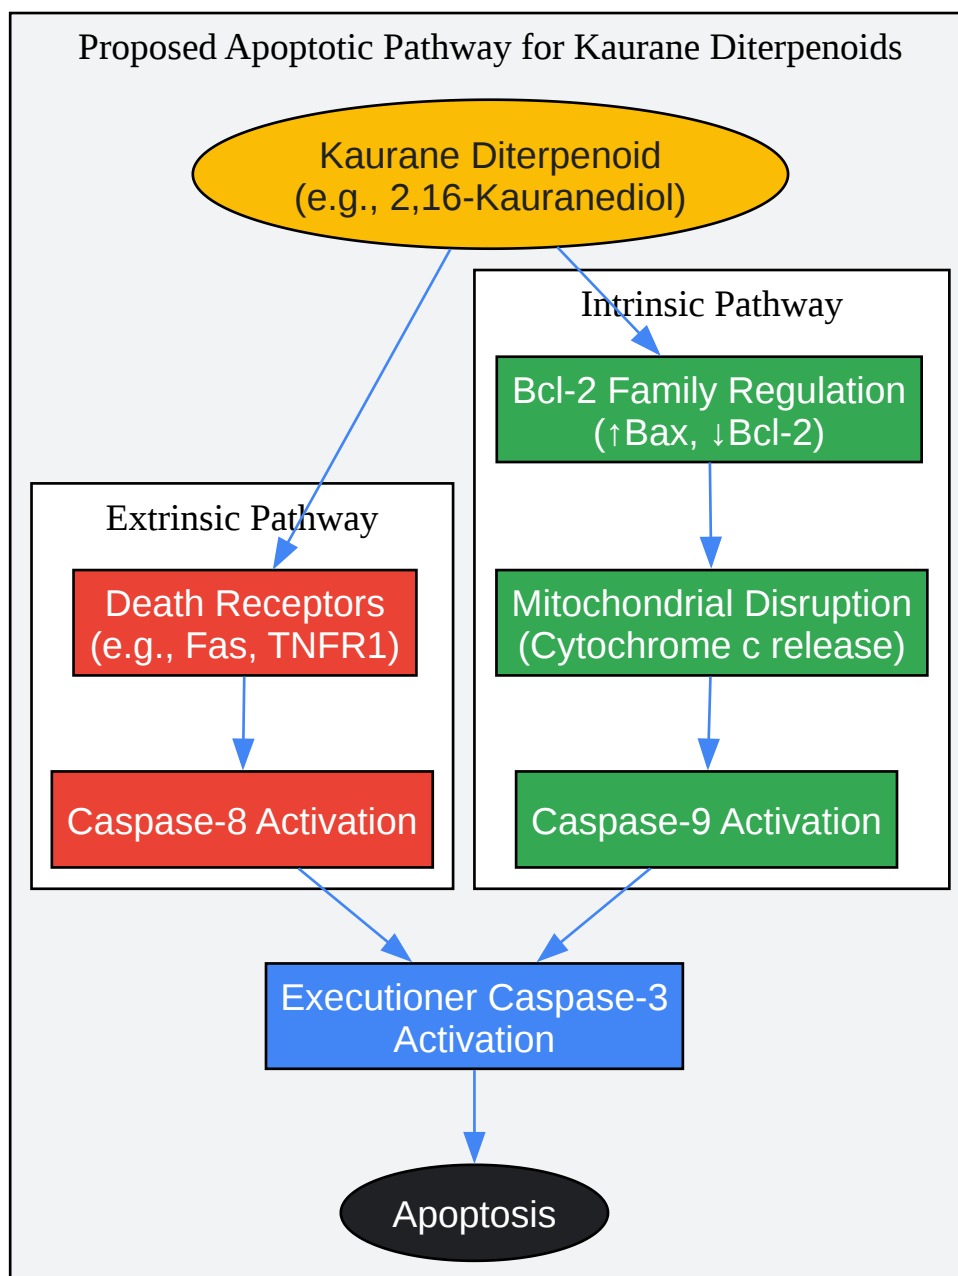 Proposed Apoptotic Pathway for Kaurane Diterpenoids
Kaurane Diterpenoid
(e.g., 2,16-Kauranediol)
Intrinsic Pathway
Bcl-2 Family Regulation
(↑Bax, ↓Bcl-2)
Extrinsic Pathway
Death Receptors
(e.g., Fas, TNFR1)
Mitochondrial Disruption
(Cytochrome c release)
Caspase-8 Activation
Caspase-9 Activation
Executioner Caspase-3
Activation
Apoptosis